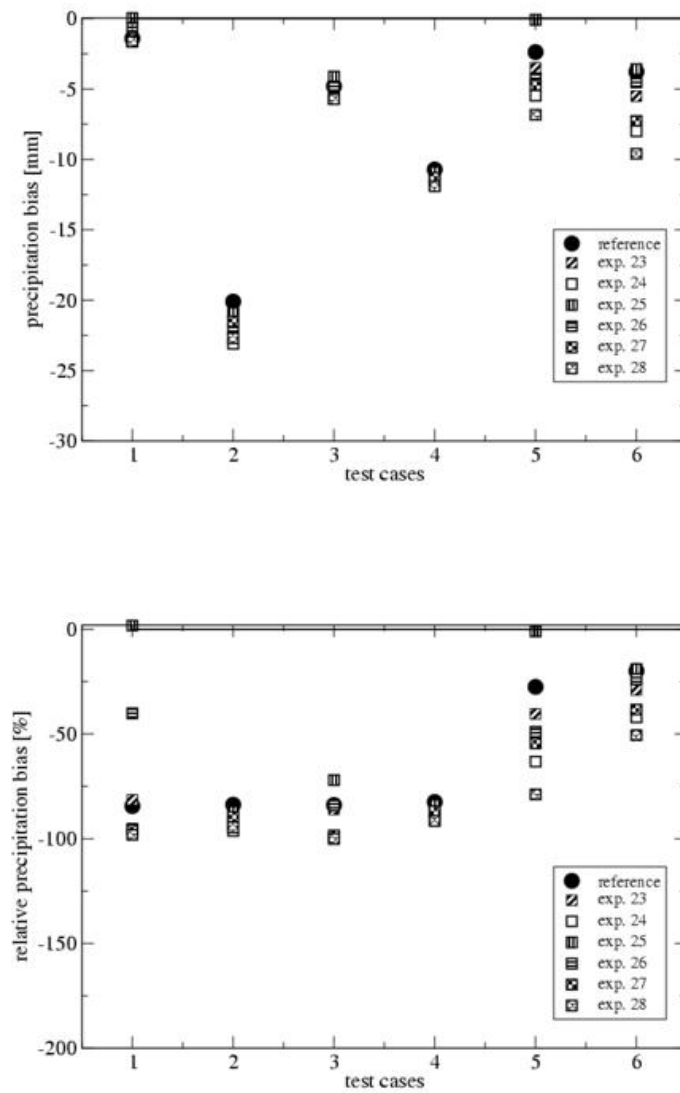 0
-5
-10
-15
-20
-25
-30
precipitation bias [mm]
reference
exp. 23
exp. 24
exp. 25
exp. 26
exp. 27
exp. 28
1 2 3 4 5 6
test cases
0
-50
-100
-150
-200
relative precipitation bias [%]
reference
exp. 23
exp. 24
exp. 25
exp. 26
exp. 27
exp. 28
1 2 3 4 5 6
test cases